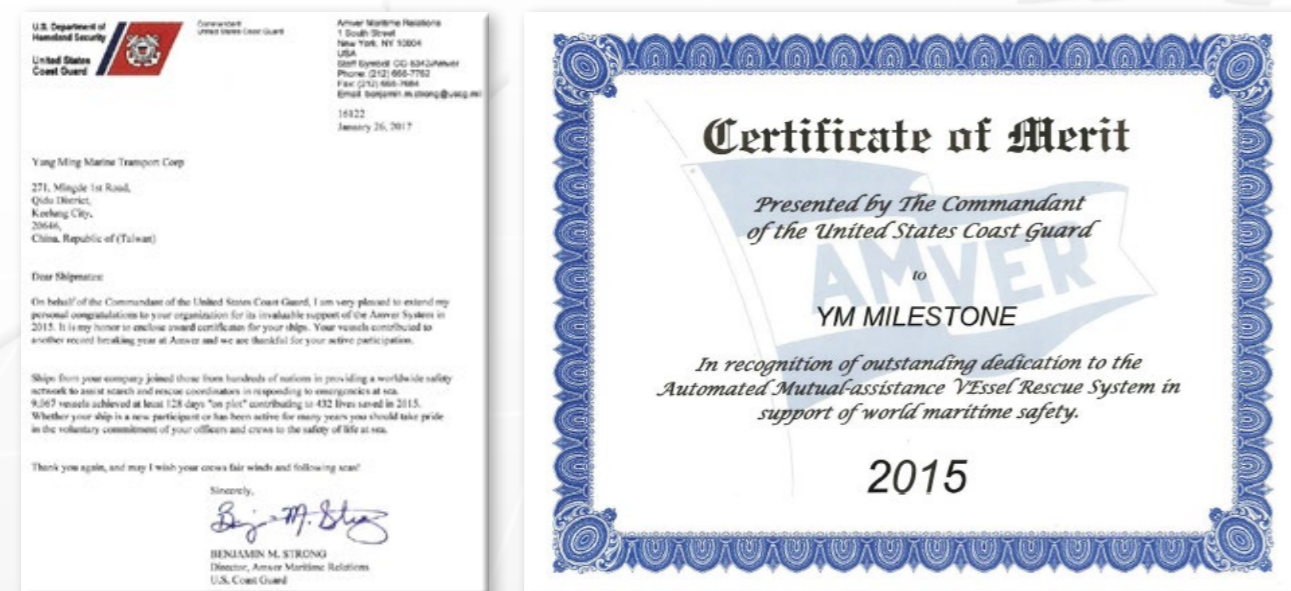 U.S. Department of
Homeland Security
United States
Coast Guard
Commandant
United States Coast Guard
Amver Maritime Relations
1 South Street
New York, NY 10004
USA
Staff Symbol: CG-5342/Amver
Phone: (212) 668-7762
Fax: (212) 668-7684
Email: benjamin.m.strong@uscg.mil
16122
January 26, 2017
Yang Ming Marine Transport Corp
271, Mingde 1st Road,
Qidu District,
Keelung City,
20646,
China, Republic of (Taiwan)
Dear Shipmates:
On behalf of the Commandant of the United States Coast Guard, I am very pleased to extend my
personal congratulations to your organization for its invaluable support of the Amver System in
2015. It is my honor to enclose award certificates for your ships. Your vessels contributed to
another record breaking year at Amver and we are thankful for your active participation.
Ships from your company joined those from hundreds of nations in providing a worldwide safety
network to assist search and rescue coordinators in responding to emergencies at sea.
9,067 vessels achieved at least 128 days "on plot" contributing to 432 lives saved in 2015.
Whether your ship is a new participant or has been active for many years you should take pride
in the voluntary commitment of your officers and crews to the safety of life at sea.
Thank you again, and may I wish your crews fair winds and following seas!
Sincerely,
BENJAMIN M. STRONG
Director, Amver Maritime Relations
U.S. Coast Guard
Certificate of Merit
Presented by The Commandant
of the United States Coast Guard
AMVER
to
YM MILESTONE
In recognition of outstanding dedication to the
Automated Mutual-assistance VEssel Rescue System in
support of world maritime safety.
2015